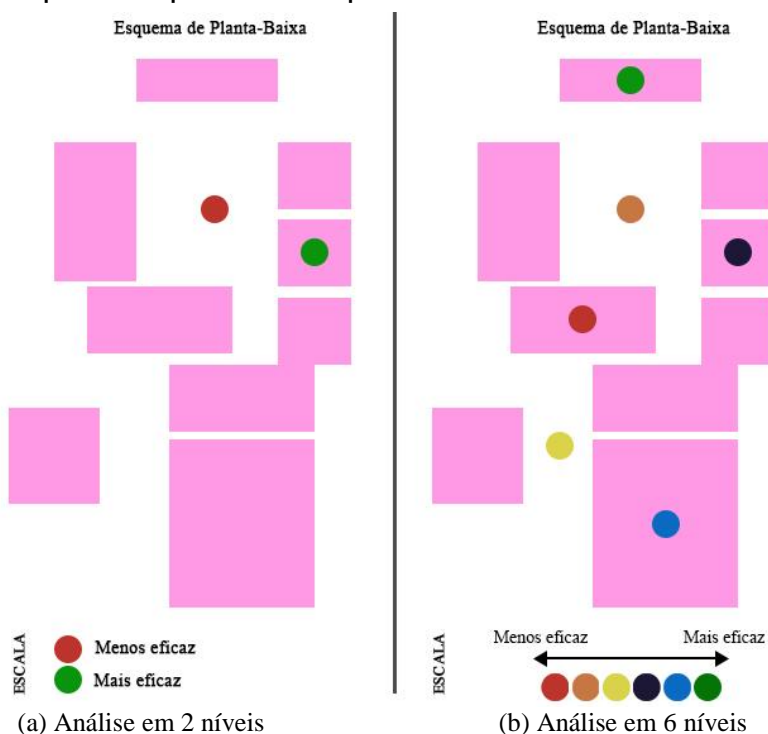 Esquema de Planta-Baixa
Esquema de Planta-Baixa
ESCALA
Menos eficaz
Mais eficaz
ESCALA
Menos eficaz
Mais eficaz
(a) Análise em 2 níveis
(b) Análise em 6 níveis